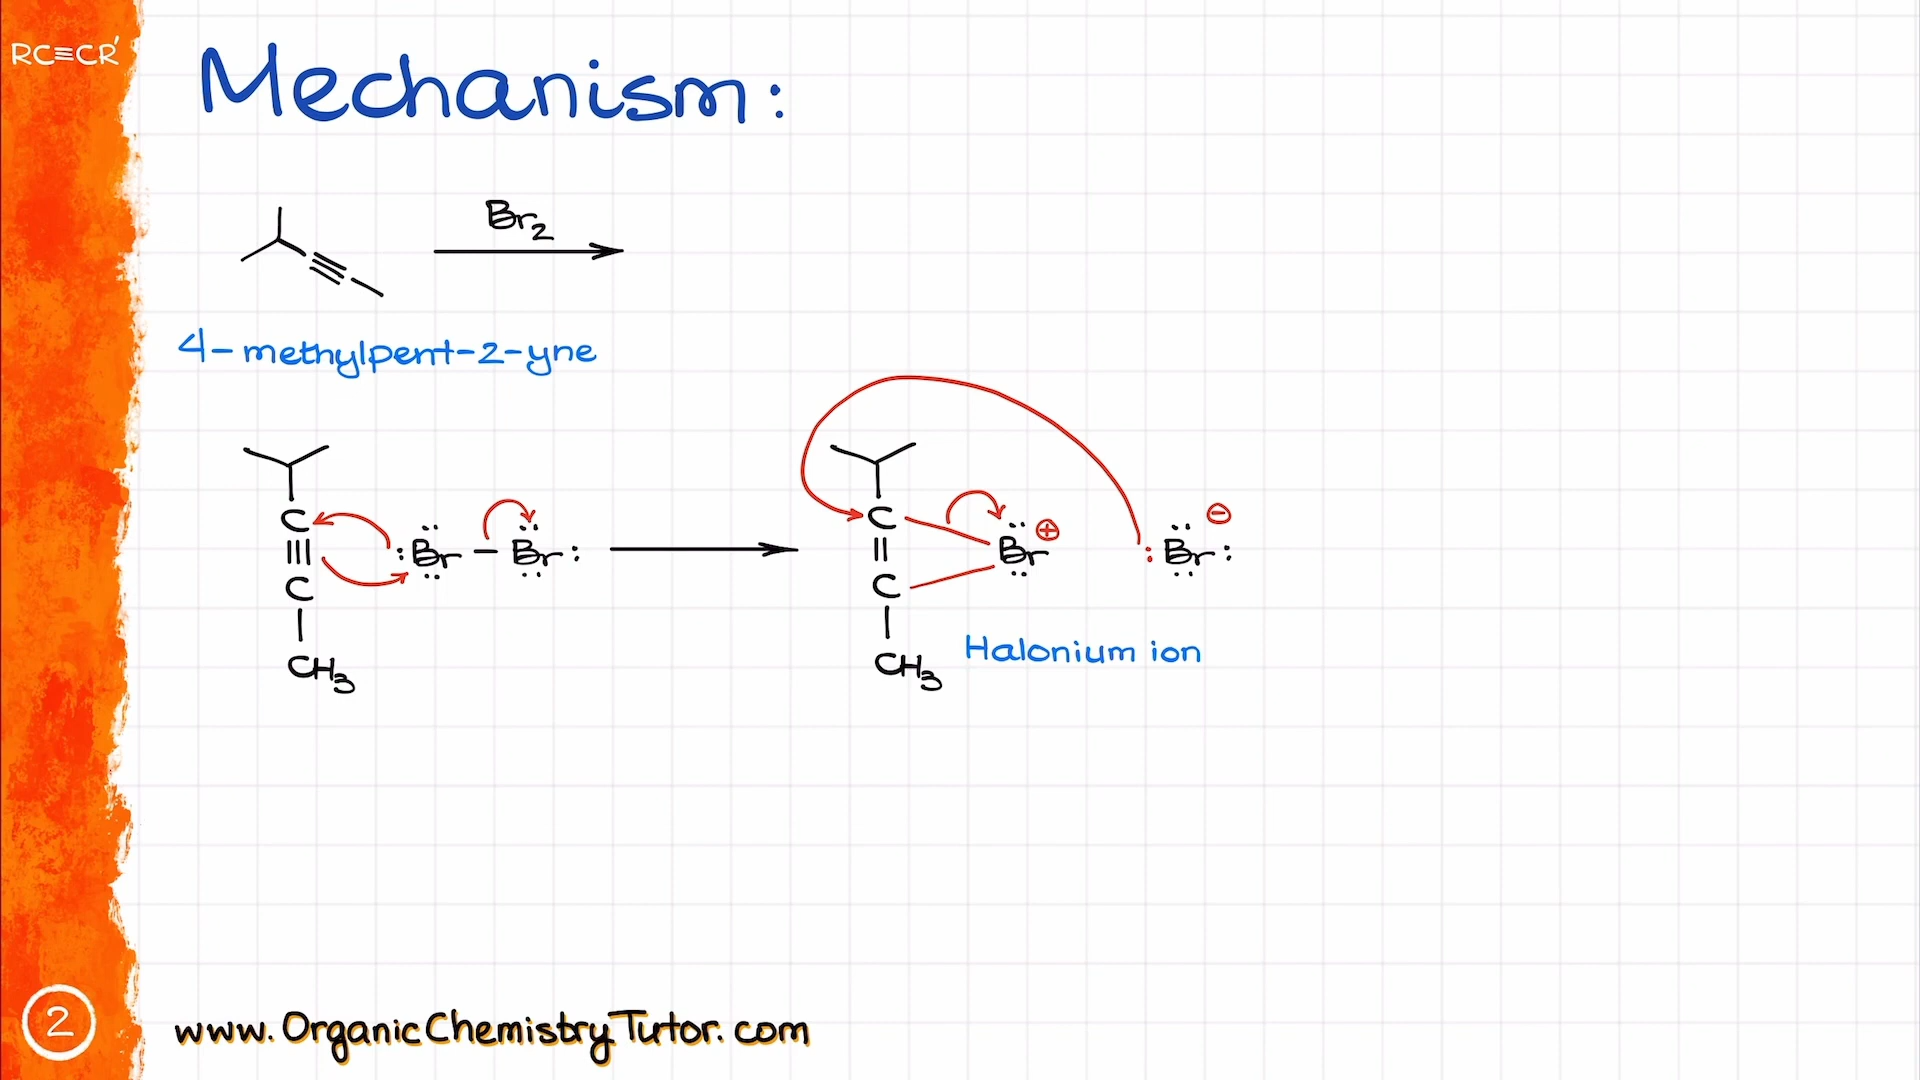 RC≡CR'
Mechanism:
Br2
4-methylpent-2-yne
C
:Br – Br:
C
CH3
C
Br ⊕
:Br: ⊖
C
CH3
Halonium ion
2
www.OrganicChemistryTutor.com